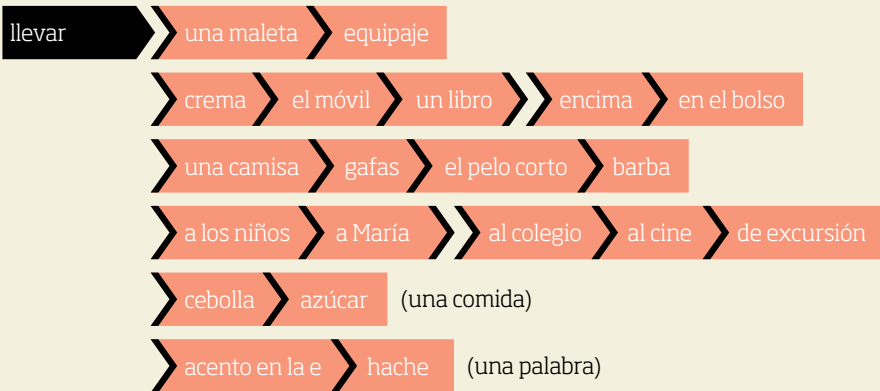 llevar una maleta equipaje
crema el móvil un libro encima en el bolso
una camisa gafas el pelo corto barba
a los niños a María al colegio al cine de excursión
cebolla azúcar (una comida)
acento en la e hache (una palabra)